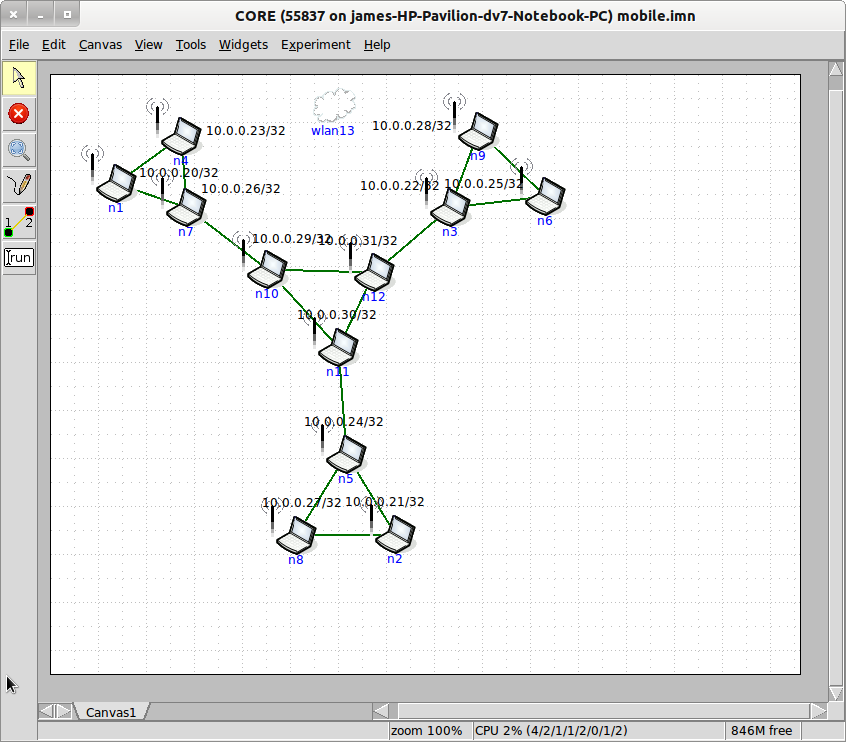 CORE (55837 on james-HP-Pavilion-dv7-Notebook-PC) mobile.imn
File Edit Canvas View Tools Widgets Experiment Help
1 2
run
wlan13
10.0.0.23/32
n4
10.0.0.20/32
n1
10.0.0.26/32
n7
10.0.0.28/32
n9
10.0.0.22/32
n3
10.0.0.25/32
n6
10.0.0.29/32
n10
10.0.0.31/32
n12
10.0.0.30/32
n11
10.0.0.24/32
n5
10.0.0.27/32
n8
10.0.0.21/32
n2
Canvas1
zoom 100% CPU 2% (4/2/1/1/2/0/1/2) 846M free